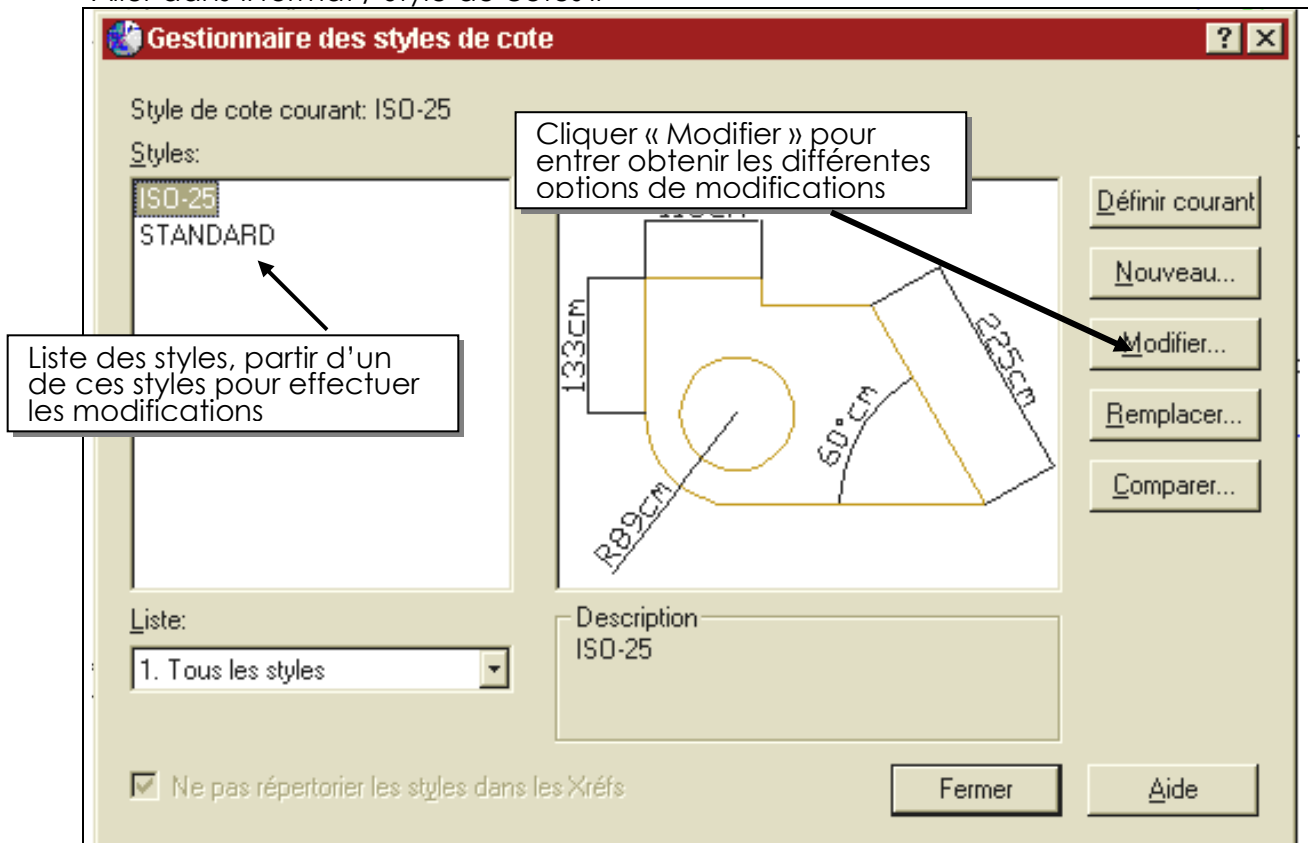 Gestionnaire des styles de cote
Style de cote courant: ISO-25
Styles:
ISO-25
STANDARD
Cliquer « Modifier » pour
entrer obtenir les différentes
options de modifications
Liste des styles, partir d'un
de ces styles pour effectuer
les modifications
133CM
225CM
60°CM
R89CM
Définir courant
Nouveau...
Modifier...
Remplacer...
Comparer...
Liste:
1. Tous les styles
Description
ISO-25
Ne pas répertorier les styles dans les Xréfs
Fermer
Aide